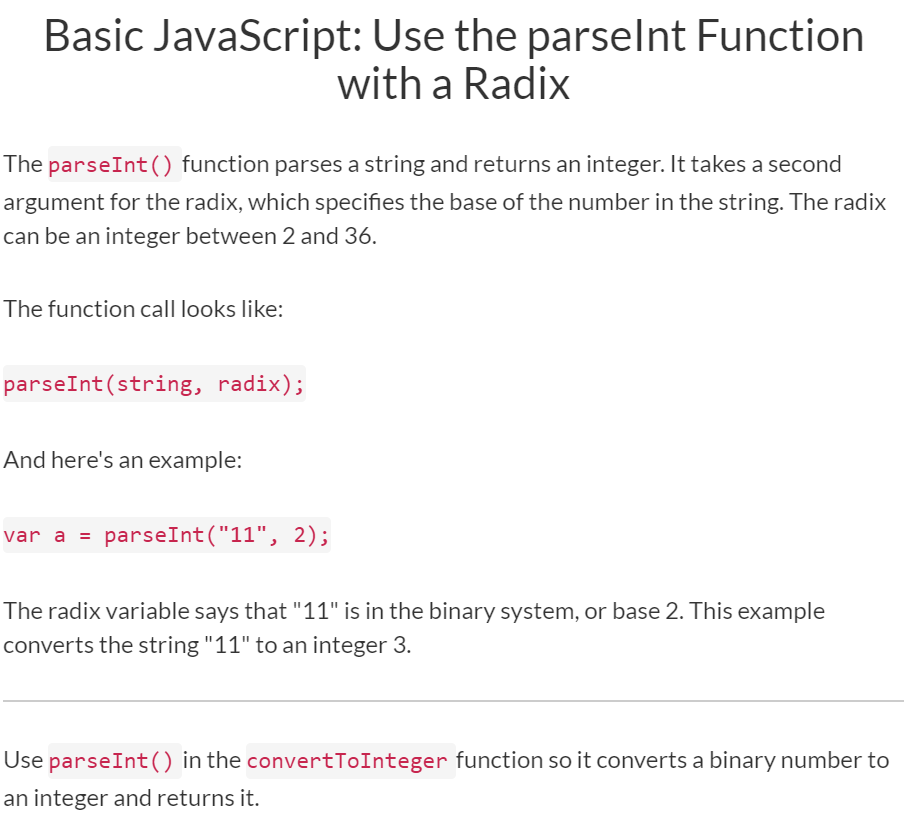 Basic JavaScript: Use the parseInt Function
with a Radix
The parseInt() function parses a string and returns an integer. It takes a second
argument for the radix, which specifies the base of the number in the string. The radix
can be an integer between 2 and 36.
The function call looks like:
parseInt(string, radix);
And here's an example:
var a = parseInt("11", 2);
The radix variable says that "11" is in the binary system, or base 2. This example
converts the string "11" to an integer 3.
Use parseInt() in the convertToInteger function so it converts a binary number to
an integer and returns it.